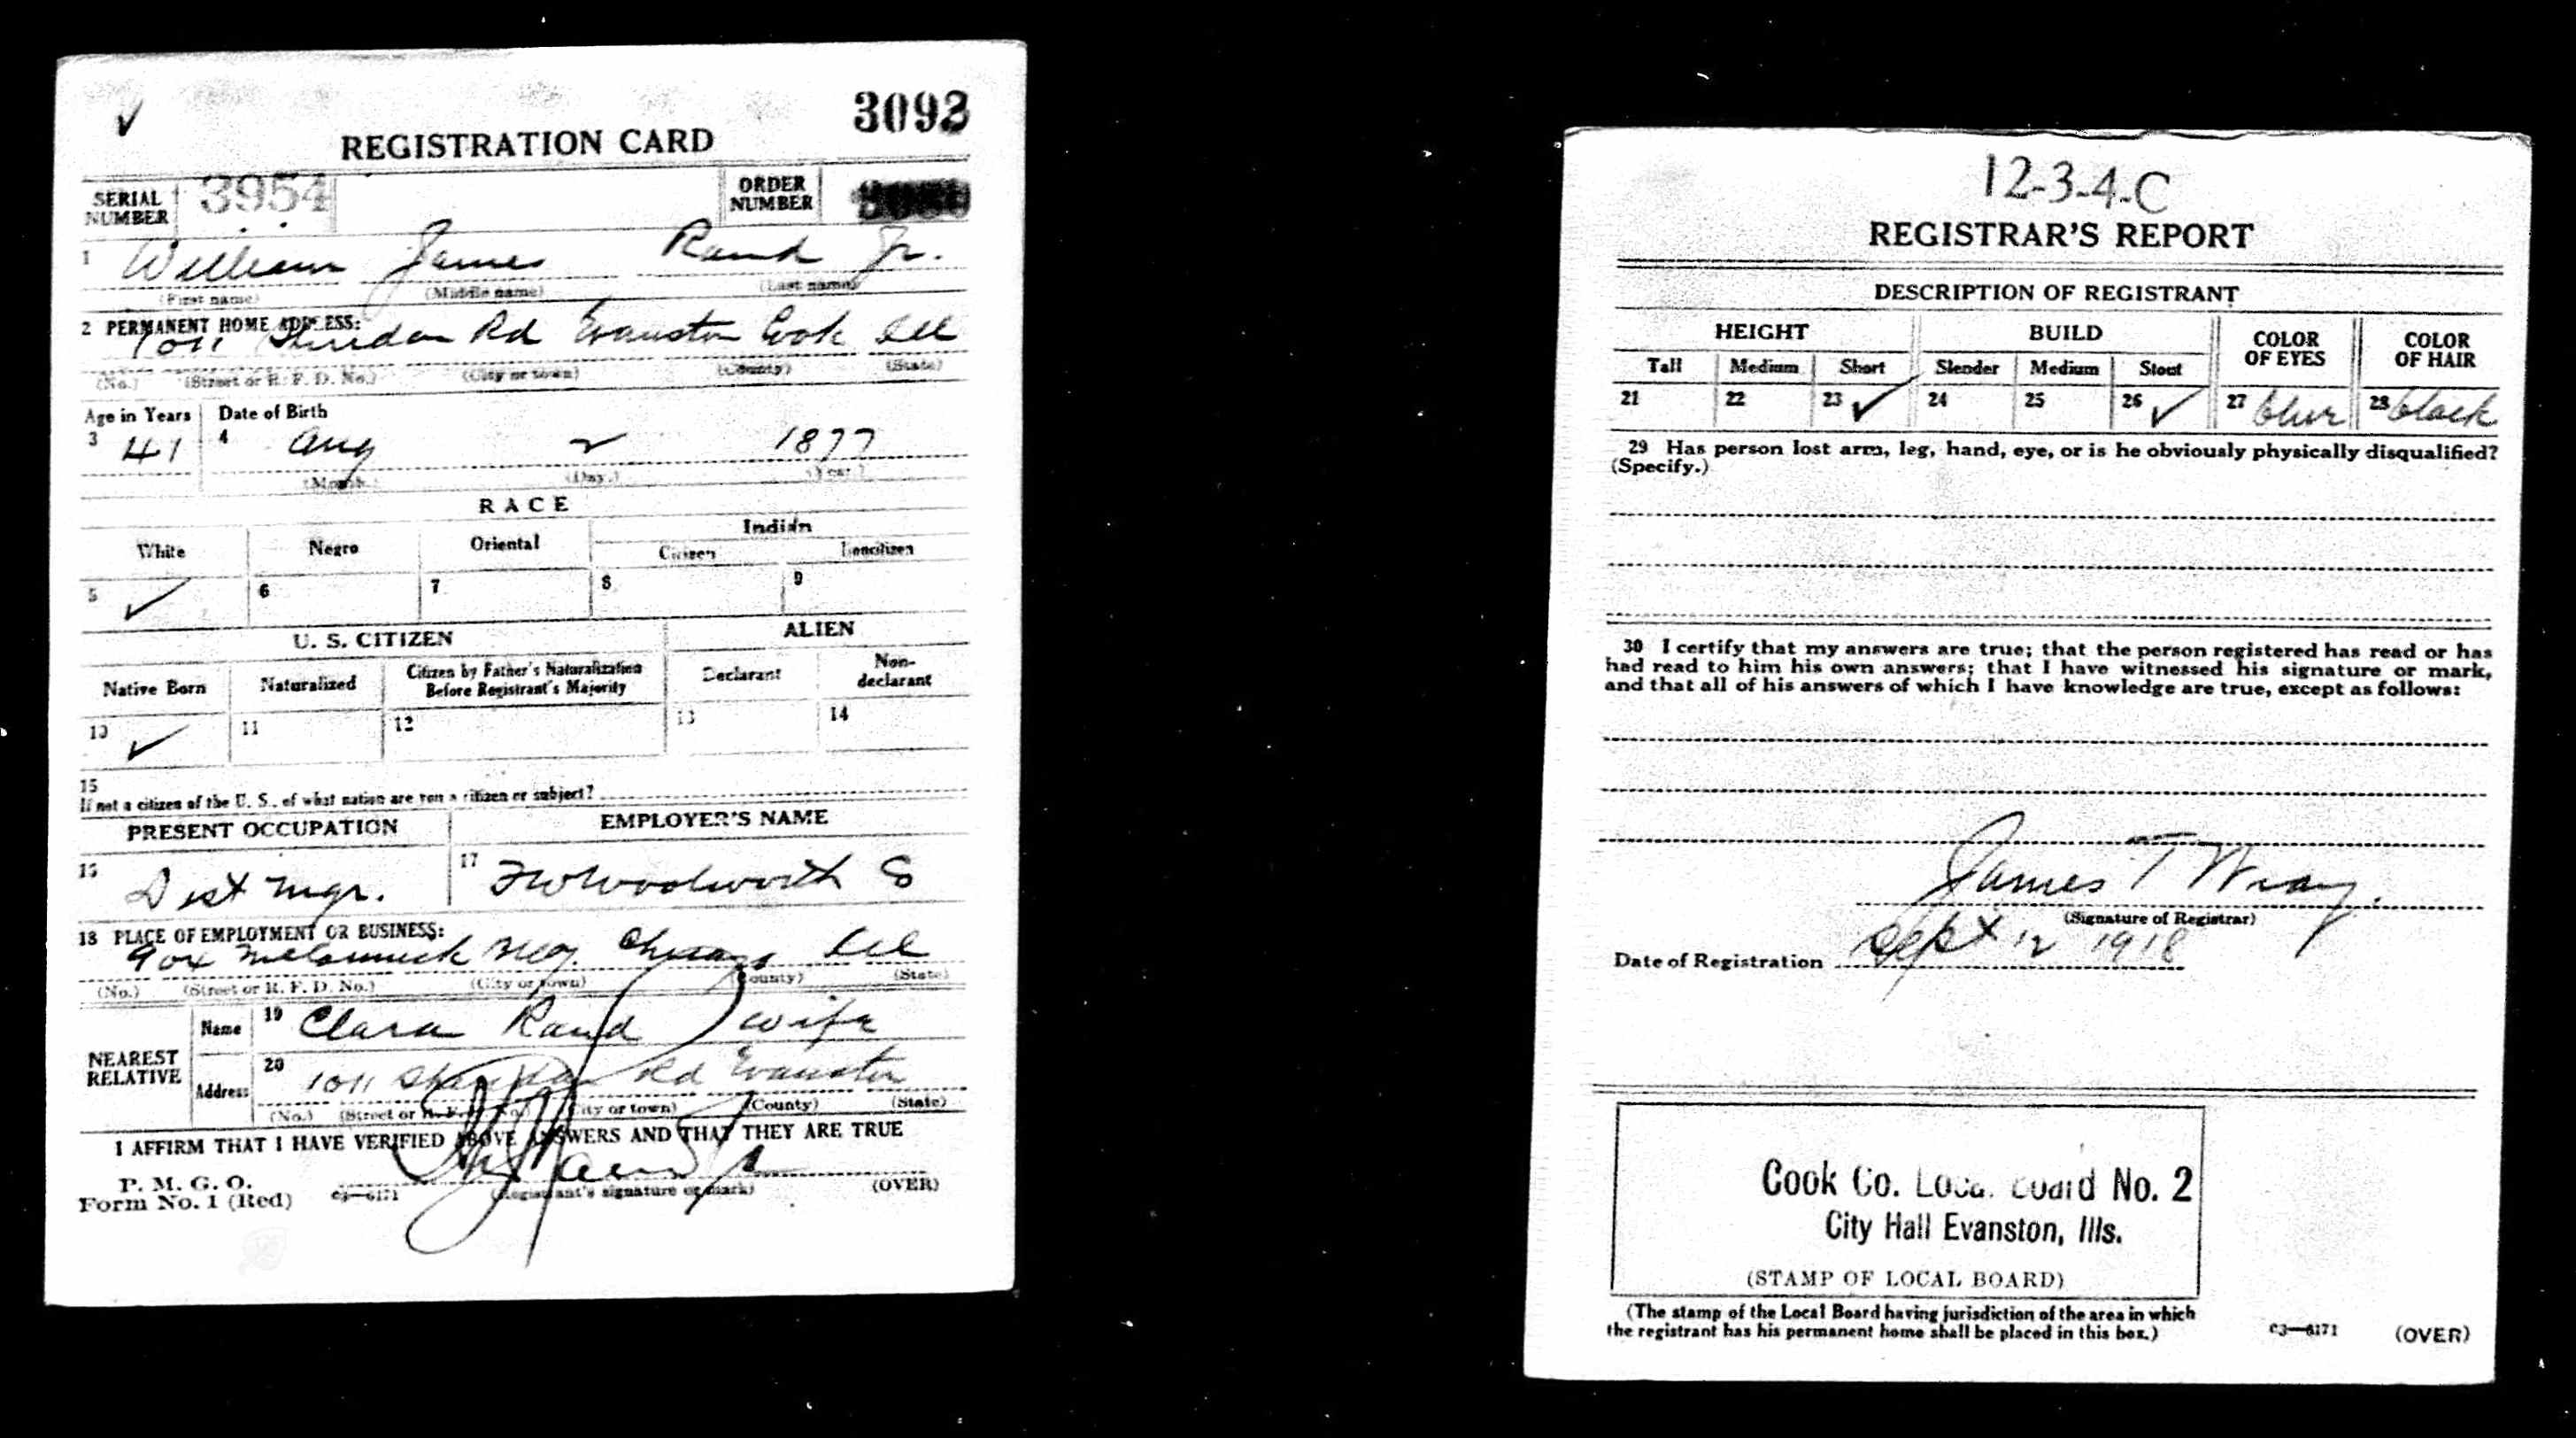 3093
REGISTRATION CARD
SERIAL NUMBER 3954 ORDER NUMBER
1 William James Rand Jr.
(First name) (Middle name) (Last name)
2 PERMANENT HOME ADDRESS:
1011 Sheridan Rd Evanston Cook Ill
(No.) (Street or R. F. D. No.) (City or town) (County) (State)
Age in Years Date of Birth
3 41 4 Aug 2 1877
(Month.) (Day.) (Year.)
RACE
White Negro Oriental Indian
Citizen Noncitizen
5 ✓ 6 7 8 9
U. S. CITIZEN ALIEN
Native Born Naturalized Citizen by Father's Naturalization Before Registrant's Majority Declarant Non-declarant
10 ✓ 11 12 13 14
15
If not a citizen of the U. S., of what nation are you a citizen or subject?
PRESENT OCCUPATION EMPLOYER'S NAME
16 Dist Mgr. 17 FW Woolworth Co
18 PLACE OF EMPLOYMENT OR BUSINESS:
904 McCormick Bldg. Chicago Ill
(No.) (Street or R. F. D. No.) (City or town) (County) (State)
NEAREST RELATIVE
Name 19 Clara Rand wife
Address 20 1011 Sheridan Rd Evanston
(No.) (Street or R. F. D. No.) (City or town) (County) (State)
I AFFIRM THAT I HAVE VERIFIED ABOVE ANSWERS AND THAT THEY ARE TRUE
P. M. G. O.
Form No. 1 (Red) c3—6171 (Registrant's signature or mark) (OVER)
12-3-4-C
REGISTRAR'S REPORT
DESCRIPTION OF REGISTRANT
HEIGHT BUILD COLOR OF EYES COLOR OF HAIR
Tall Medium Short Slender Medium Stout
21 22 23 ✓ 24 25 26 ✓ 27 blue 28 black
29 Has person lost arm, leg, hand, eye, or is he obviously physically disqualified?
(Specify.)
30 I certify that my answers are true; that the person registered has read or has
had read to him his own answers; that I have witnessed his signature or mark,
and that all of his answers of which I have knowledge are true, except as follows:
James T Wray.
(Signature of Registrar)
Date of Registration Sept 12 1918
Cook Co. Local Board No. 2
City Hall Evanston, Ills.
(STAMP OF LOCAL BOARD)
(The stamp of the Local Board having jurisdiction of the area in which
the registrant has his permanent home shall be placed in this box.)
c3—6171 (OVER)